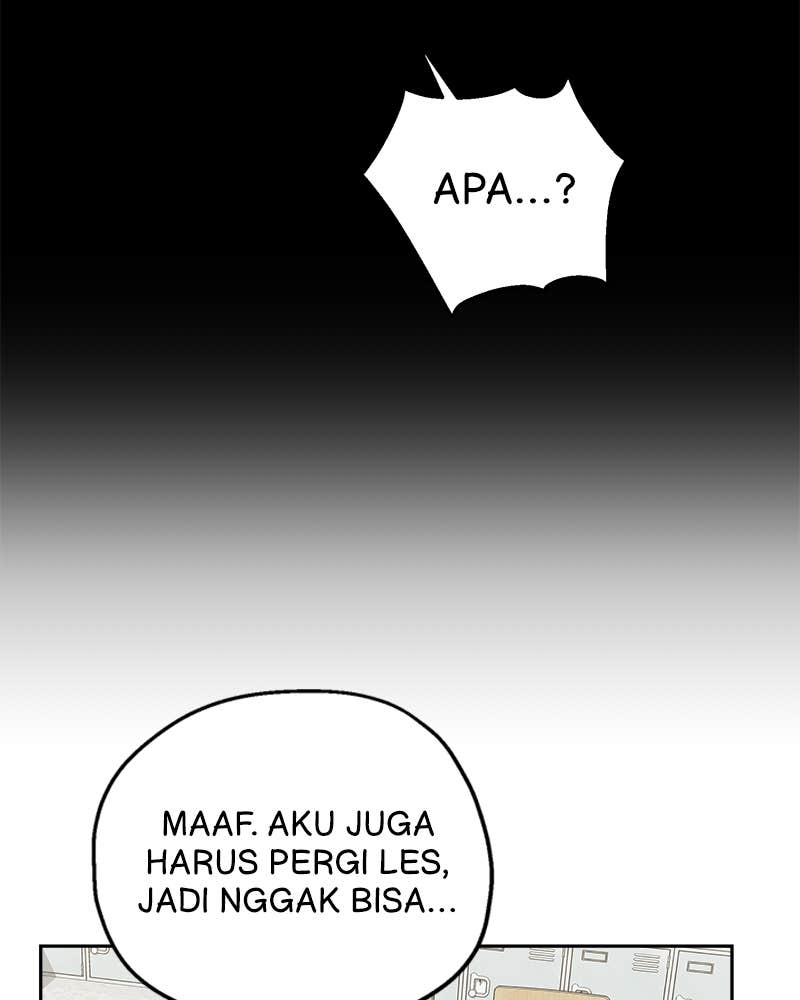 APA...?
MAAF. AKU JUGA
HARUS PERGI LES,
JADI NGGAK BISA...